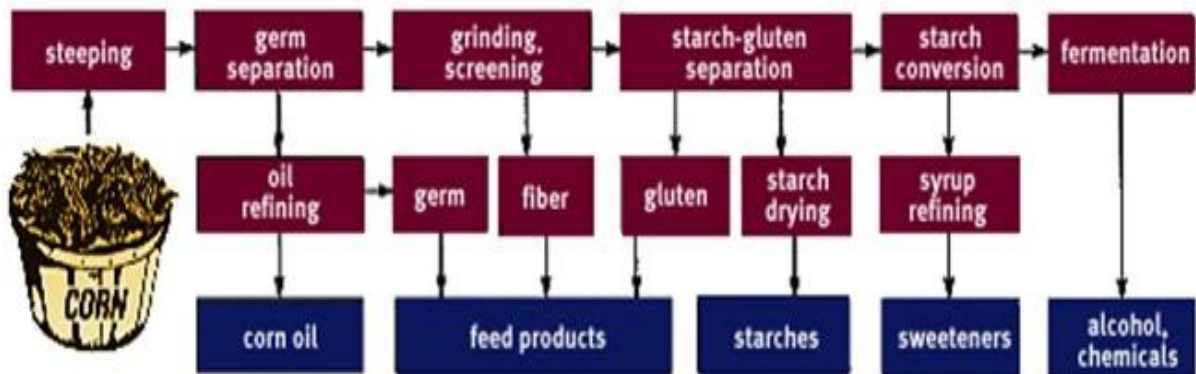 steeping
germ
separation
grinding,
screening
starch-gluten
separation
starch
conversion
fermentation
oil
refining
germ
fiber
gluten
starch
drying
syrup
refining
CORN
corn oil
feed products
starches
sweeteners
alcohol,
chemicals